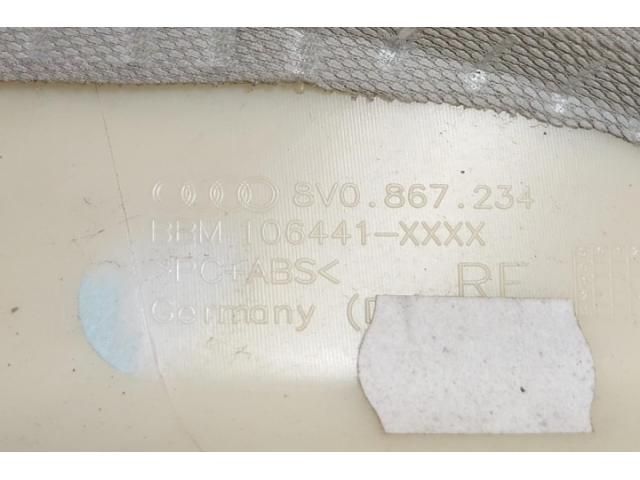 8V0.867.234
BBM 106441-XXXX
>PC+ABS<
RF
Germany (D